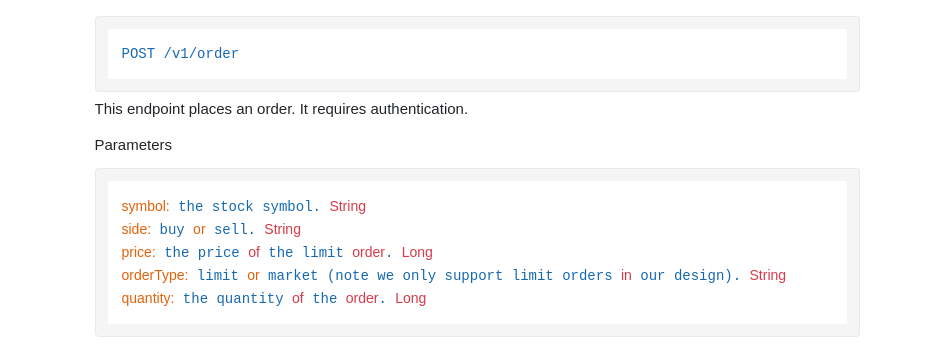 POST /v1/order
This endpoint places an order. It requires authentication.
Parameters
symbol: the stock symbol. String
side: buy or sell. String
price: the price of the limit order. Long
orderType: limit or market (note we only support limit orders in our design). String
quantity: the quantity of the order. Long